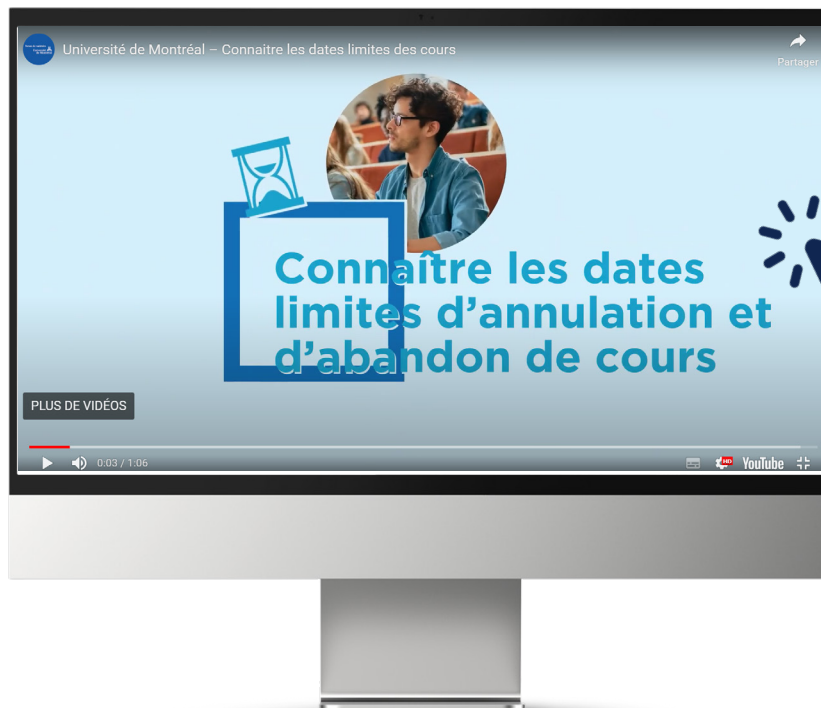 Université de Montréal – Connaitre les dates limites des cours
Partager
Connaître les dates
limites d'annulation et
d'abandon de cours
PLUS DE VIDÉOS
0:03 / 1:06
HD
YouTube